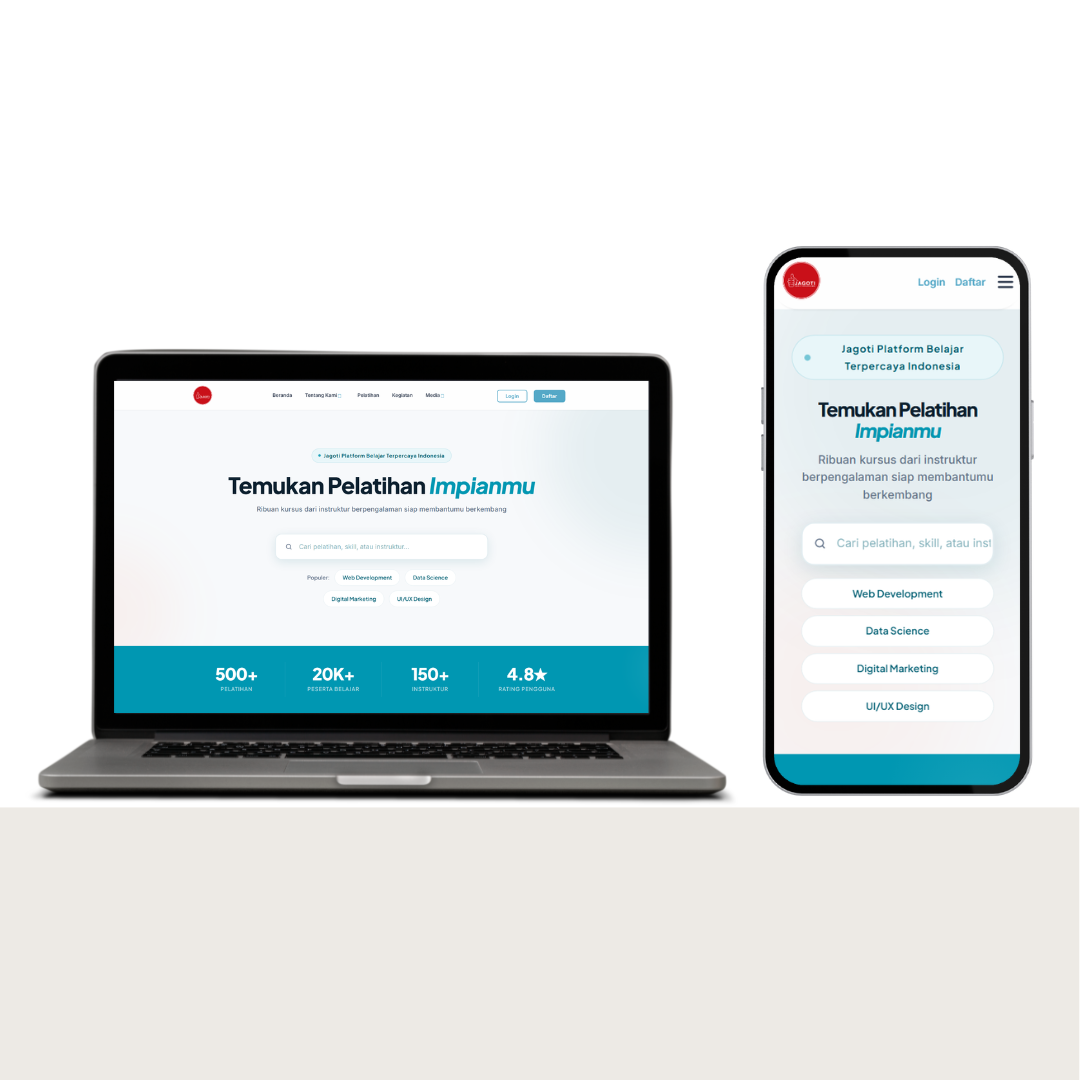 Beranda Tentang Kami Pelatihan Kegiatan Media Login Daftar
Jagoti Platform Belajar Terpercaya Indonesia
Temukan Pelatihan Impianmu
Ribuan kursus dari instruktur berpengalaman siap membantumu berkembang
Cari pelatihan, skill, atau instruktur...
Populer: Web Development Data Science
Digital Marketing UI/UX Design
500+ 20K+ 150+ 4.8★
PELATIHAN PESERTA BELAJAR INSTRUKTUR RATING PENGGUNA
JAGOTI Login Daftar
Jagoti Platform Belajar
Terpercaya Indonesia
Temukan Pelatihan
Impianmu
Ribuan kursus dari instruktur
berpengalaman siap membantumu
berkembang
Cari pelatihan, skill, atau inst
Web Development
Data Science
Digital Marketing
UI/UX Design